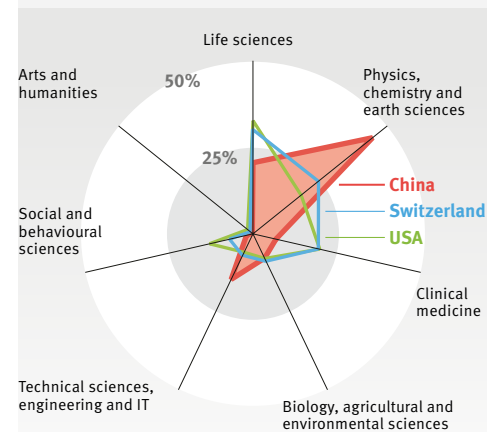 Life sciences
Arts and
humanities
50%
Physics,
chemistry and
earth sciences
25%
China
Switzerland
USA
Social and
behavioural
sciences
Clinical
medicine
Technical sciences,
engineering and IT
Biology, agricultural and
environmental sciences